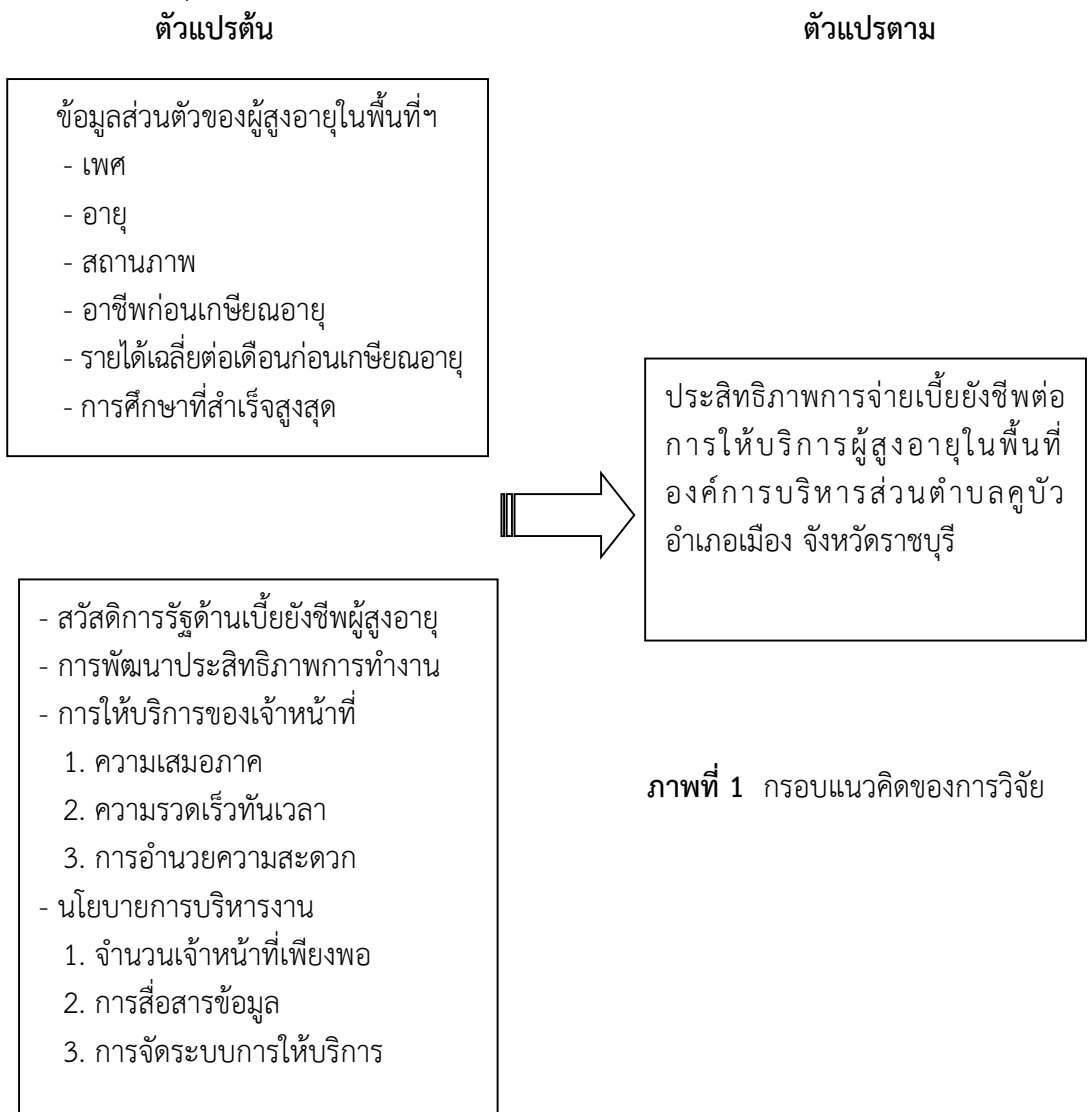 ตัวแปรต้น
ตัวแปรตาม
ข้อมูลส่วนตัวของผู้สูงอายุในพื้นที่ฯ
- เพศ
- อายุ
- สถานภาพ
- อาชีพก่อนเกษียณอายุ
- รายได้เฉลี่ยต่อเดือนก่อนเกษียณอายุ
- การศึกษาที่สำเร็จสูงสุด
- สวัสดิการรัฐด้านเบี้ยยังชีพผู้สูงอายุ
- การพัฒนาประสิทธิภาพการทำงาน
- การให้บริการของเจ้าหน้าที่
1. ความเสมอภาค
2. ความรวดเร็วทันเวลา
3. การอำนวยความสะดวก
- นโยบายการบริหารงาน
1. จำนวนเจ้าหน้าที่เพียงพอ
2. การสื่อสารข้อมูล
3. การจัดระบบการให้บริการ
ประสิทธิภาพการจ่ายเบี้ยยังชีพต่อ
การให้บริการผู้สูงอายุในพื้นที่
องค์การบริหารส่วนตำบลคูบัว
อำเภอเมือง จังหวัดราชบุรี
ภาพที่ 1 กรอบแนวคิดของการวิจัย